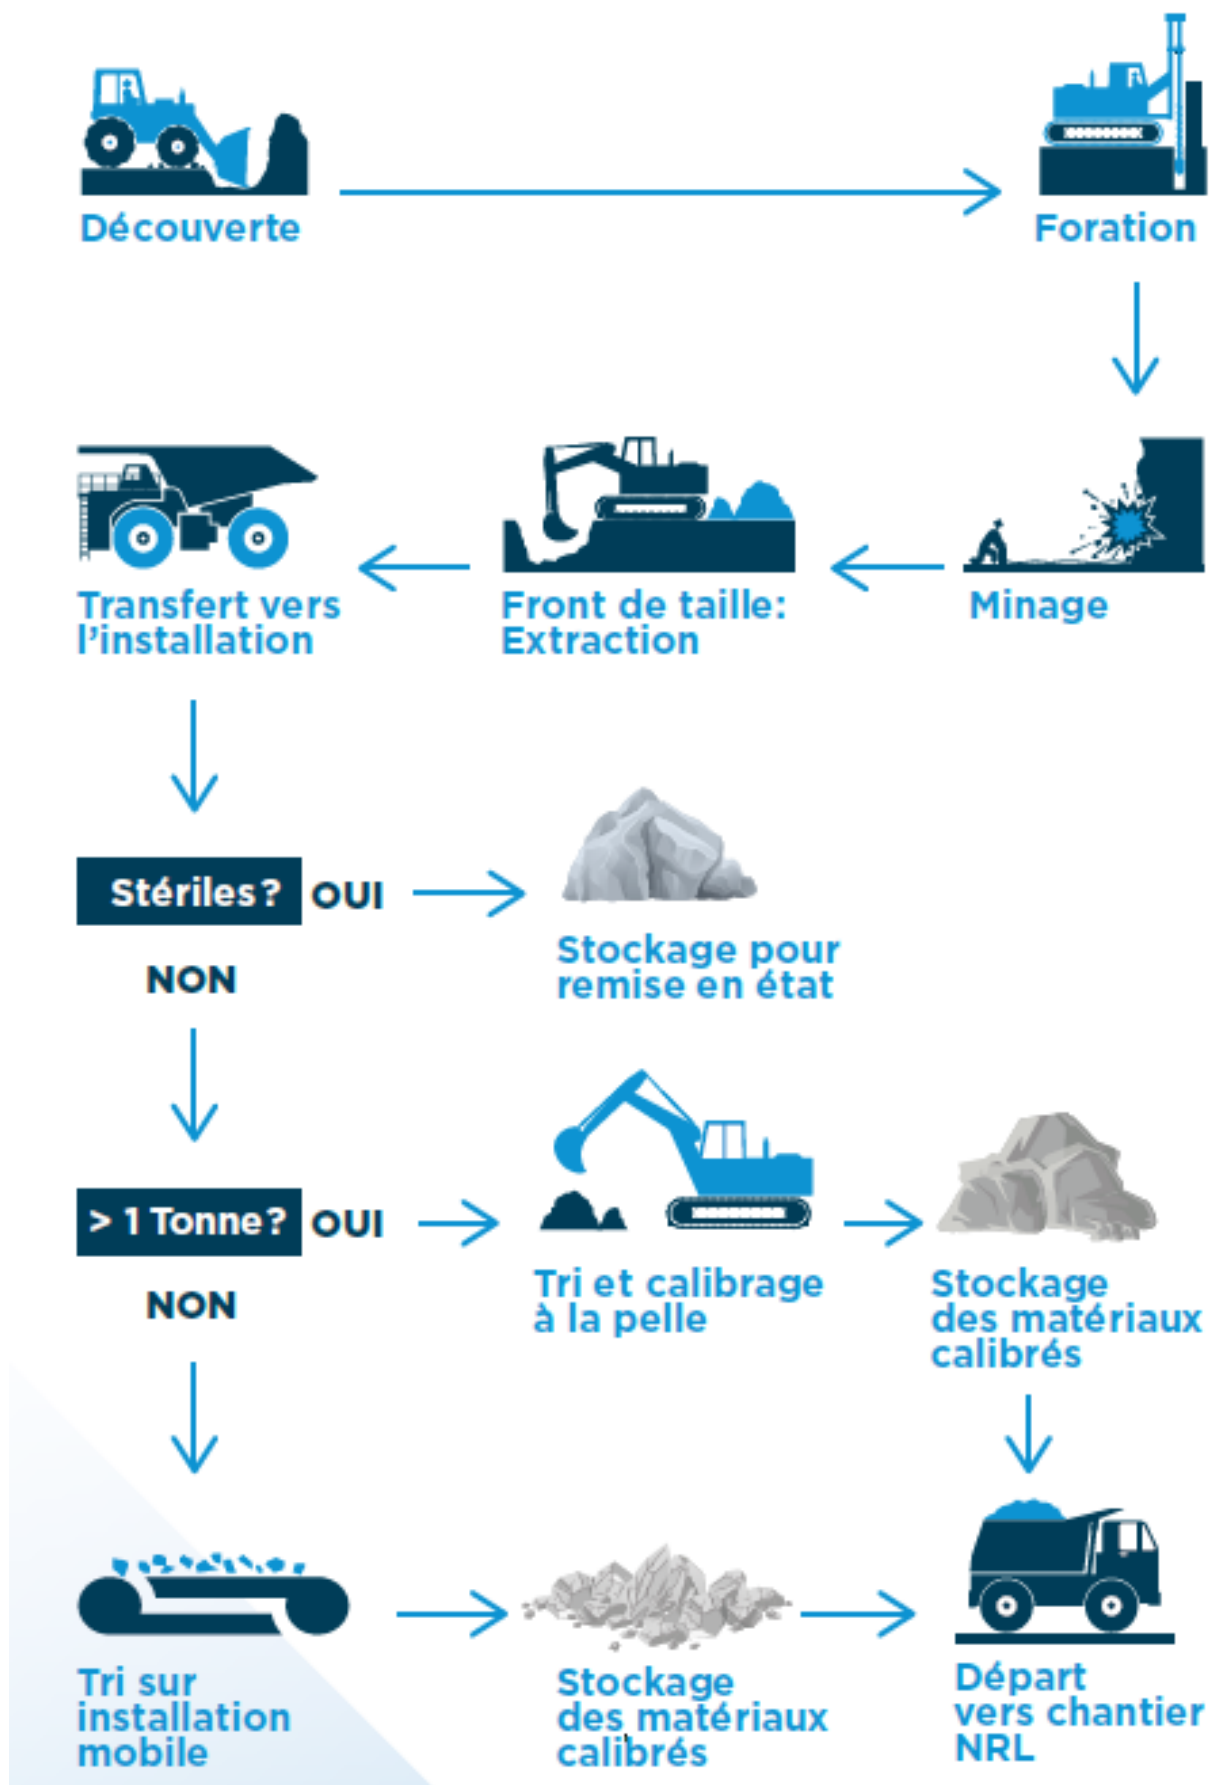 Découverte
Foration
Transfert vers
l'installation
Front de taille:
Extraction
Minage
Stériles ?
OUI
Stockage pour
remise en état
NON
> 1 Tonne ?
OUI
Tri et calibrage
à la pelle
Stockage
des matériaux
calibrés
NON
Tri sur
installation
mobile
Stockage
des matériaux
calibrés
Départ
vers chantier
NRL